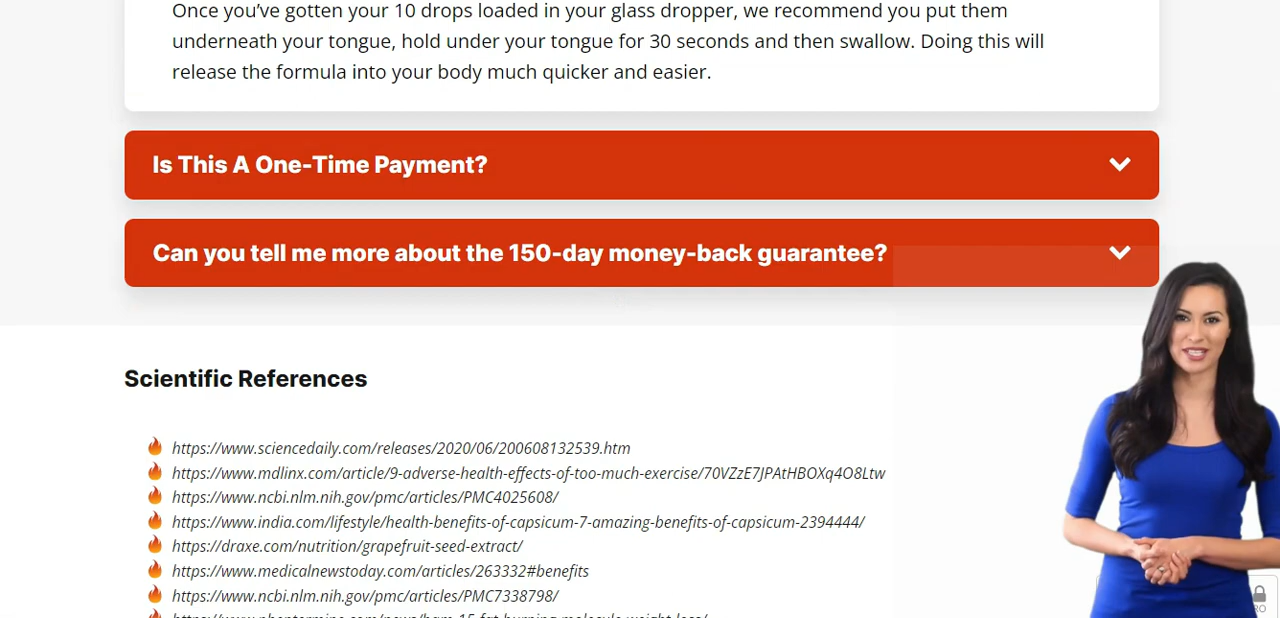 Once you’ve gotten your 10 drops loaded in your glass dropper, we recommend you put them
underneath your tongue, hold under your tongue for 30 seconds and then swallow. Doing this will
release the formula into your body much quicker and easier.
Is This A One-Time Payment?
Can you tell me more about the 150-day money-back guarantee?
Scientific References
https://www.sciencedaily.com/releases/2020/06/200608132539.htm
https://www.mdlinx.com/article/9-adverse-health-effects-of-too-much-exercise/70VZzE7JPAtHBOXq4O8Ltw
https://www.ncbi.nlm.nih.gov/pmc/articles/PMC4025608/
https://www.india.com/lifestyle/health-benefits-of-capsicum-7-amazing-benefits-of-capsicum-2394444/
https://draxe.com/nutrition/grapefruit-seed-extract/
https://www.medicalnewstoday.com/articles/263332#benefits
https://www.ncbi.nlm.nih.gov/pmc/articles/PMC7338798/